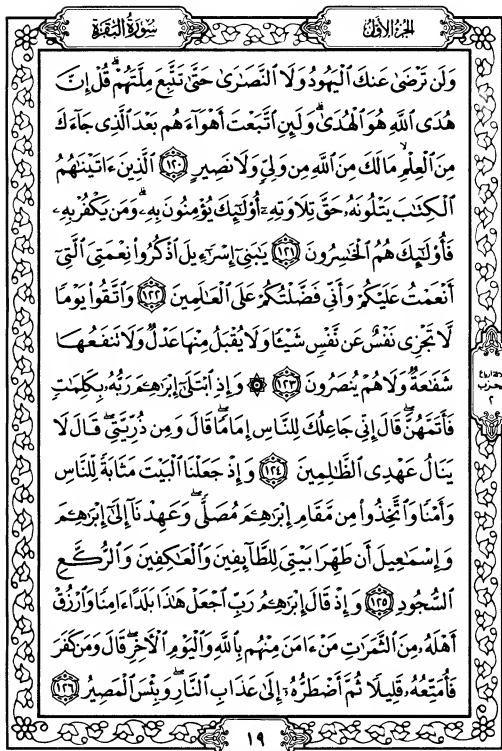 سُورَةُ الْبَقَرَةِ
الجزء الأول
وَلَن تَرْضَىٰ عَنكَ ٱلْيَهُودُ وَلَا ٱلنَّصَٰرَىٰ حَتَّىٰ تَتَّبِعَ مِلَّتَهُمْ ۗ قُلْ إِنَّ
هُدَى ٱللَّهِ هُوَ ٱلْهُدَىٰ ۗ وَلَئِنِ ٱتَّبَعْتَ أَهْوَآءَهُم بَعْدَ ٱلَّذِى جَآءَكَ
مِنَ ٱلْعِلْمِ ۙ مَا لَكَ مِنَ ٱللَّهِ مِن وَلِىٍّ وَلَا نَصِيرٍ ﴿١٢٠﴾ ٱلَّذِينَ ءَاتَيْنَٰهُمُ
ٱلْكِتَٰبَ يَتْلُونَهُۥ حَقَّ تِلَاوَتِهِۦٓ أُو۟لَٰٓئِكَ يُؤْمِنُونَ بِهِۦ ۗ وَمَن يَكْفُرْ بِهِۦ
فَأُو۟لَٰٓئِكَ هُمُ ٱلْخَٰسِرُونَ ﴿١٢١﴾ يَٰبَنِىٓ إِسْرَٰٓءِيلَ ٱذْكُرُوا۟ نِعْمَتِىَ ٱلَّتِىٓ
أَنْعَمْتُ عَلَيْكُمْ وَأَنِّى فَضَّلْتُكُمْ عَلَى ٱلْعَٰلَمِينَ ﴿١٢٢﴾ وَٱتَّقُوا۟ يَوْمًا
لَّا تَجْزِى نَفْسٌ عَن نَّفْسٍ شَيْـًٔا وَلَا يُقْبَلُ مِنْهَا عَدْلٌ وَلَا تَنفَعُهَا
شَفَٰعَةٌ وَلَا هُمْ يُنصَرُونَ ﴿١٢٣﴾ ۞ وَإِذِ ٱبْتَلَىٰٓ إِبْرَٰهِـۧمَ رَبُّهُۥ بِكَلِمَٰتٍ
فَأَتَمَّهُنَّ ۖ قَالَ إِنِّى جَاعِلُكَ لِلنَّاسِ إِمَامًا ۖ قَالَ وَمِن ذُرِّيَّتِى ۖ قَالَ لَا
يَنَالُ عَهْدِى ٱلظَّٰلِمِينَ ﴿١٢٤﴾ وَإِذْ جَعَلْنَا ٱلْبَيْتَ مَثَابَةً لِّلنَّاسِ
وَأَمْنًا وَٱتَّخِذُوا۟ مِن مَّقَامِ إِبْرَٰهِـۧمَ مُصَلًّى ۖ وَعَهِدْنَآ إِلَىٰٓ إِبْرَٰهِـۧمَ
وَإِسْمَٰعِيلَ أَن طَهِّرَا بَيْتِىَ لِلطَّآئِفِينَ وَٱلْعَٰكِفِينَ وَٱلرُّكَّعِ
ٱلسُّجُودِ ﴿١٢٥﴾ وَإِذْ قَالَ إِبْرَٰهِـۧمُ رَبِّ ٱجْعَلْ هَٰذَا بَلَدًا ءَامِنًا وَٱرْزُقْ
أَهْلَهُۥ مِنَ ٱلثَّمَرَٰتِ مَنْ ءَامَنَ مِنْهُم بِٱللَّهِ وَٱلْيَوْمِ ٱلْءَاخِرِ ۖ قَالَ وَمَن كَفَرَ
فَأُمَتِّعُهُۥ قَلِيلًا ثُمَّ أَضْطَرُّهُۥٓ إِلَىٰ عَذَابِ ٱلنَّارِ ۖ وَبِئْسَ ٱلْمَصِيرُ ﴿١٢٦﴾
الحزب
٢
١٩